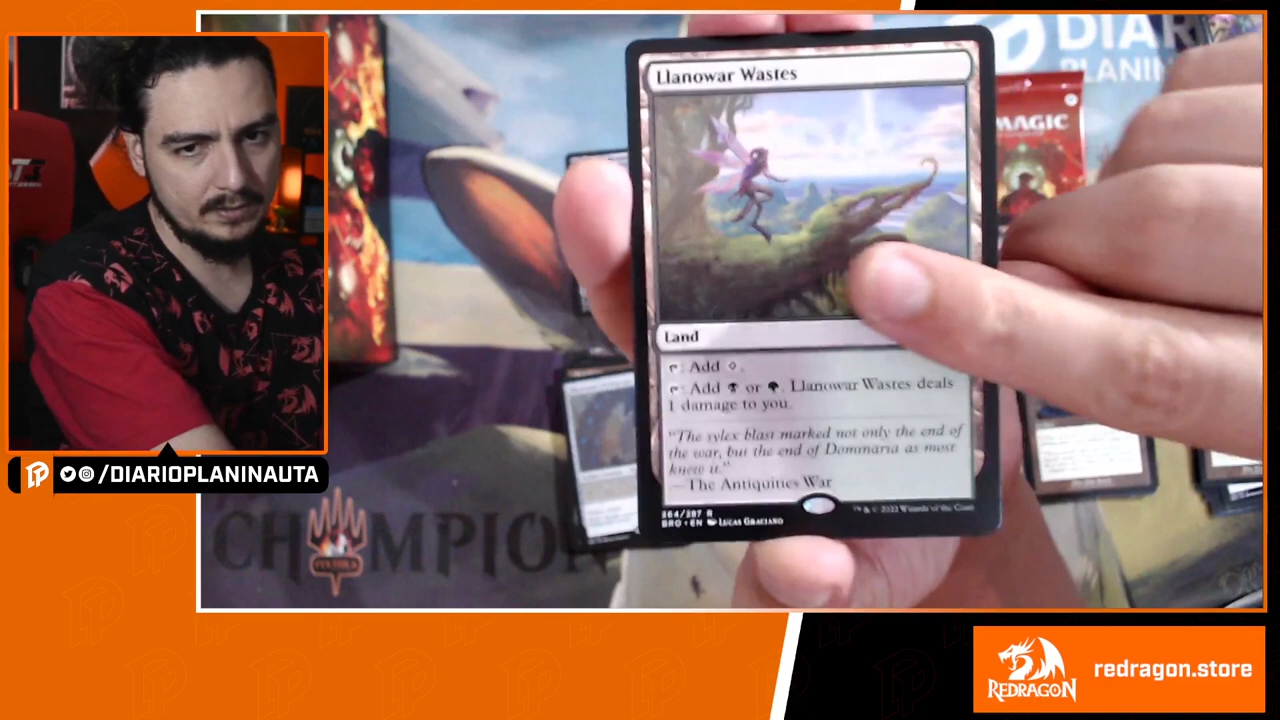 Llanowar Wastes
Land
: Add .
: Add or . Llanowar Wastes deals
1 damage to you.
"The sylex blast marked not only the end of
the war, but the end of Dominaria as most
knew it."
—The Antiquities War
264/287 R
BRO • EN LUCAS GRACIANO
™ & © 2022 Wizards of the Coast
DIAR
PLANIN
MAGIC
CHAMPION
/DIARIOPLANINAUTA
REDRAGON
redragon.store